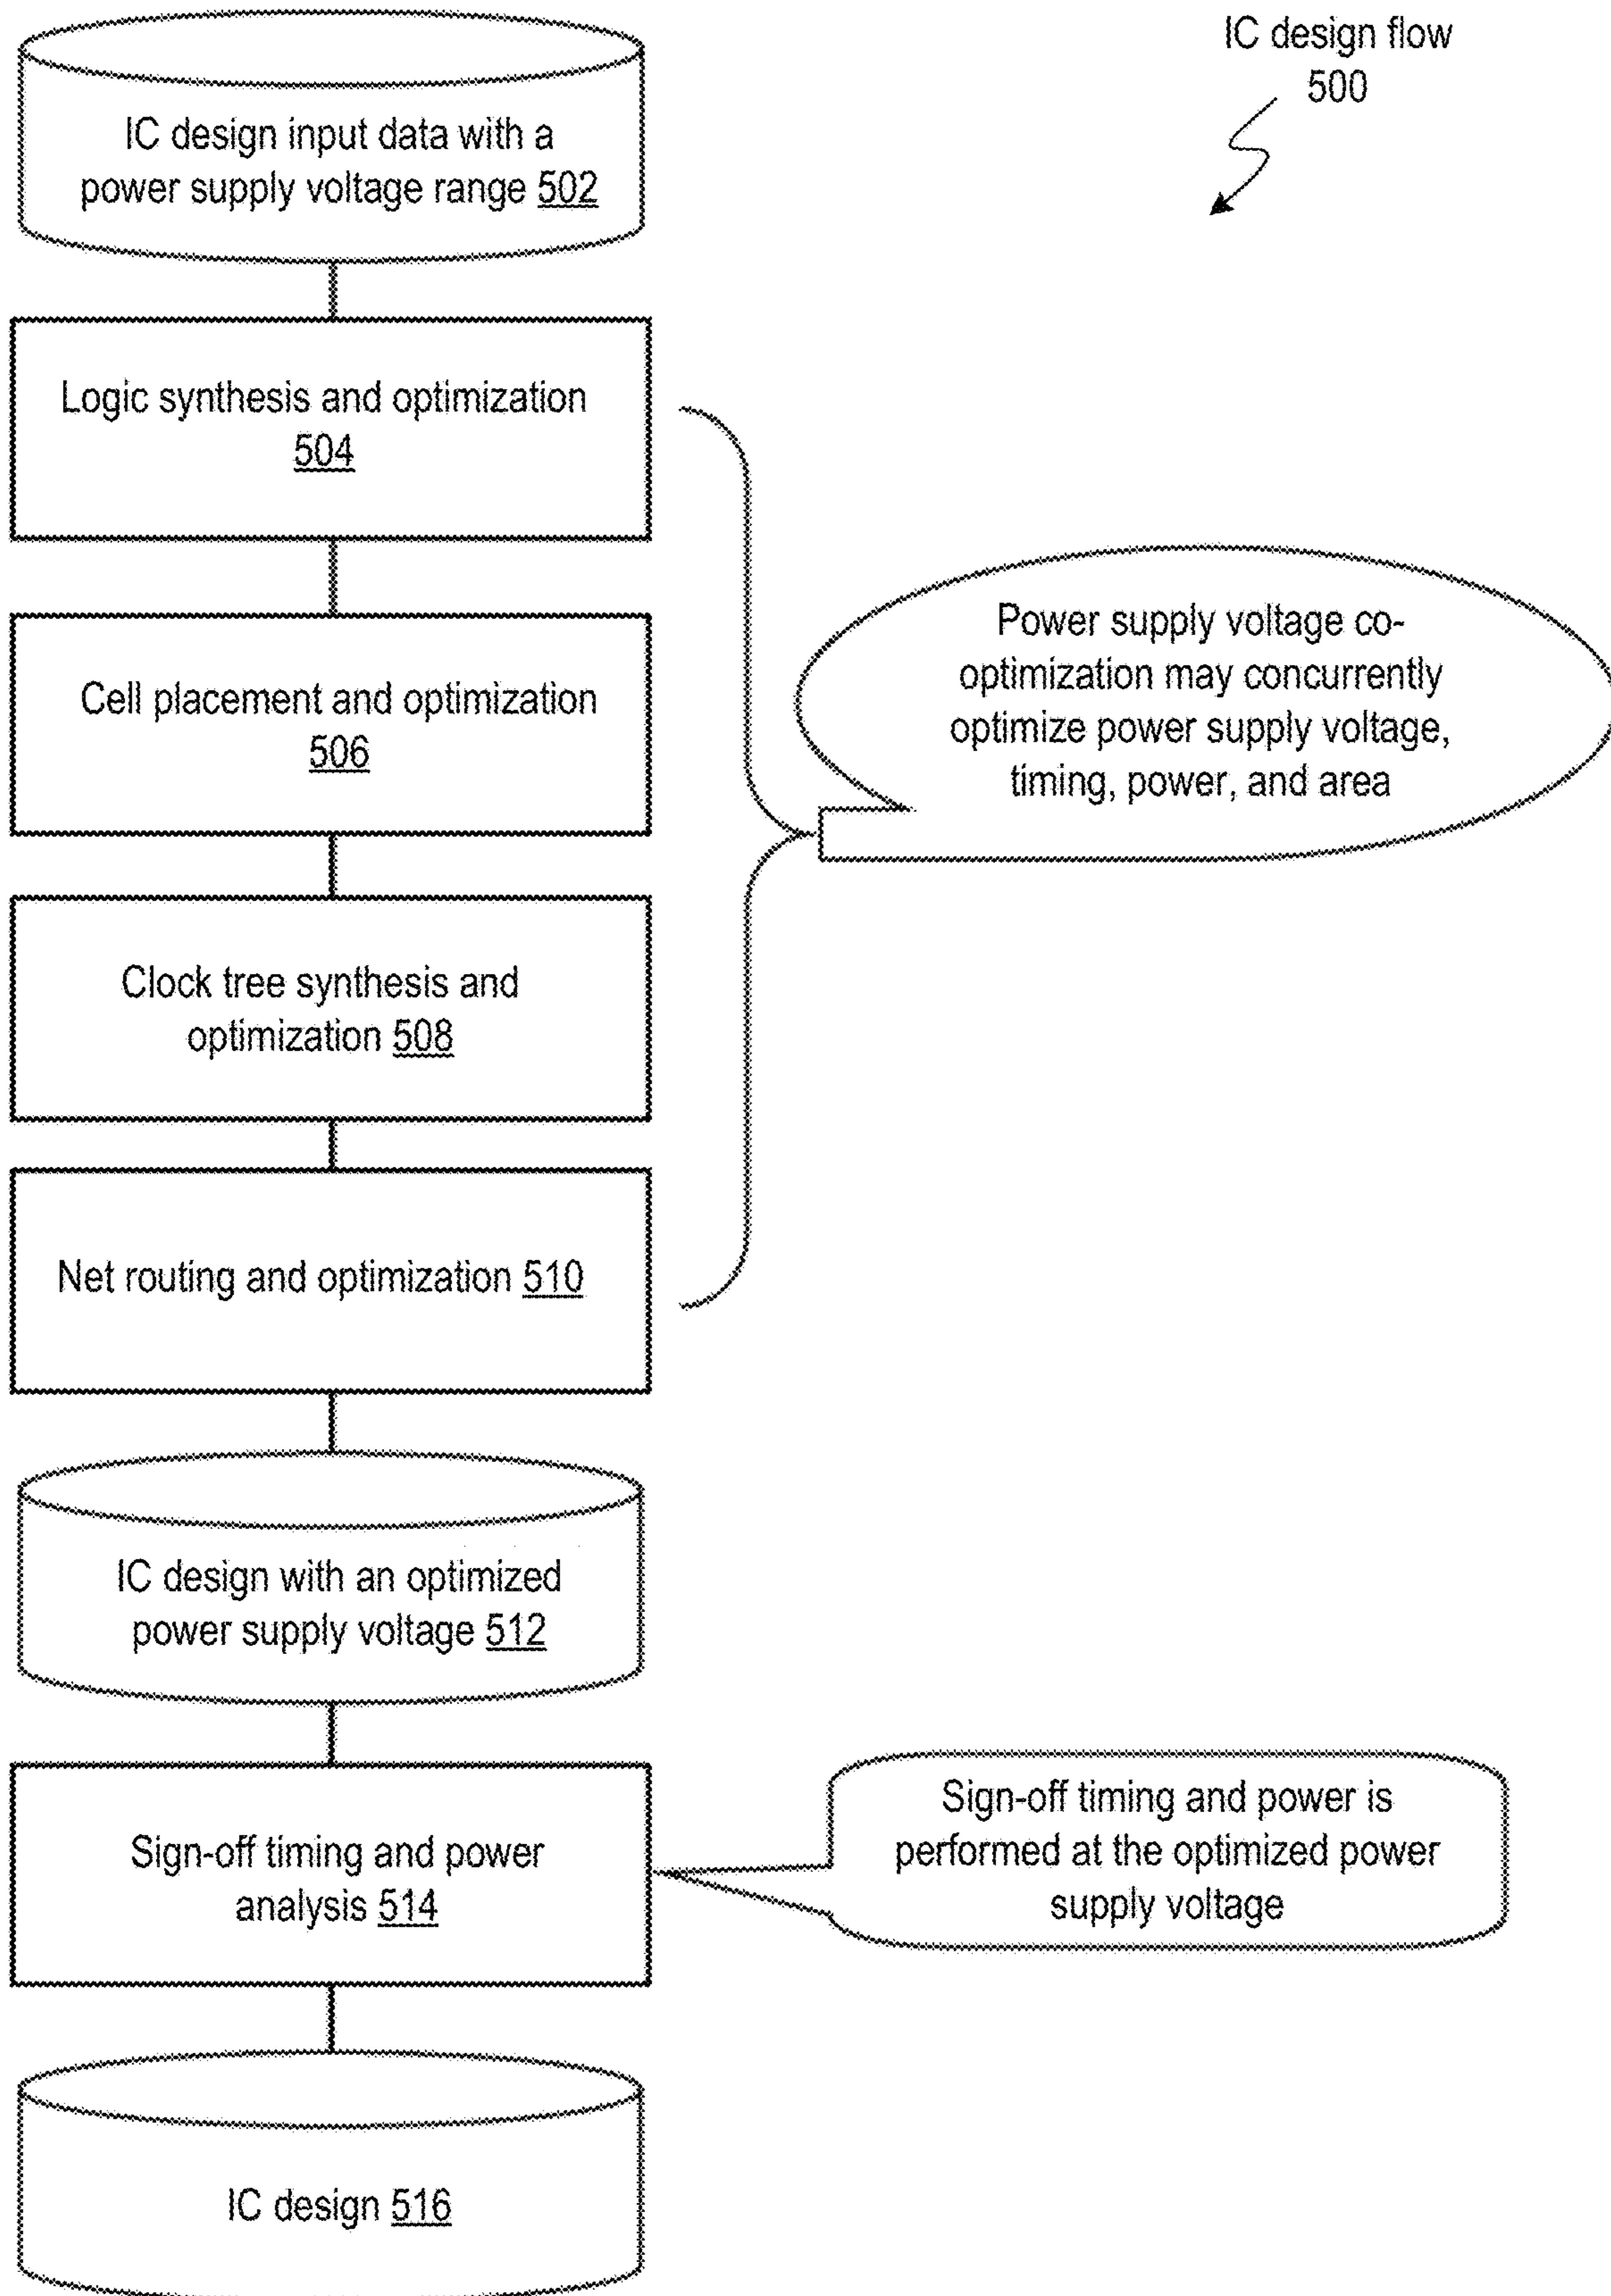 IC design flow
500
IC design input data with a
power supply voltage range 502
Logic synthesis and optimization
504
Cell placement and optimization
506
Power supply voltage co-
optimization may concurrently
optimize power supply voltage,
timing, power, and area
Clock tree synthesis and
optimization 508
Net routing and optimization 510
IC design with an optimized
power supply voltage 512
Sign-off timing and power
analysis 514
Sign-off timing and power is
performed at the optimized power
supply voltage
IC design 516